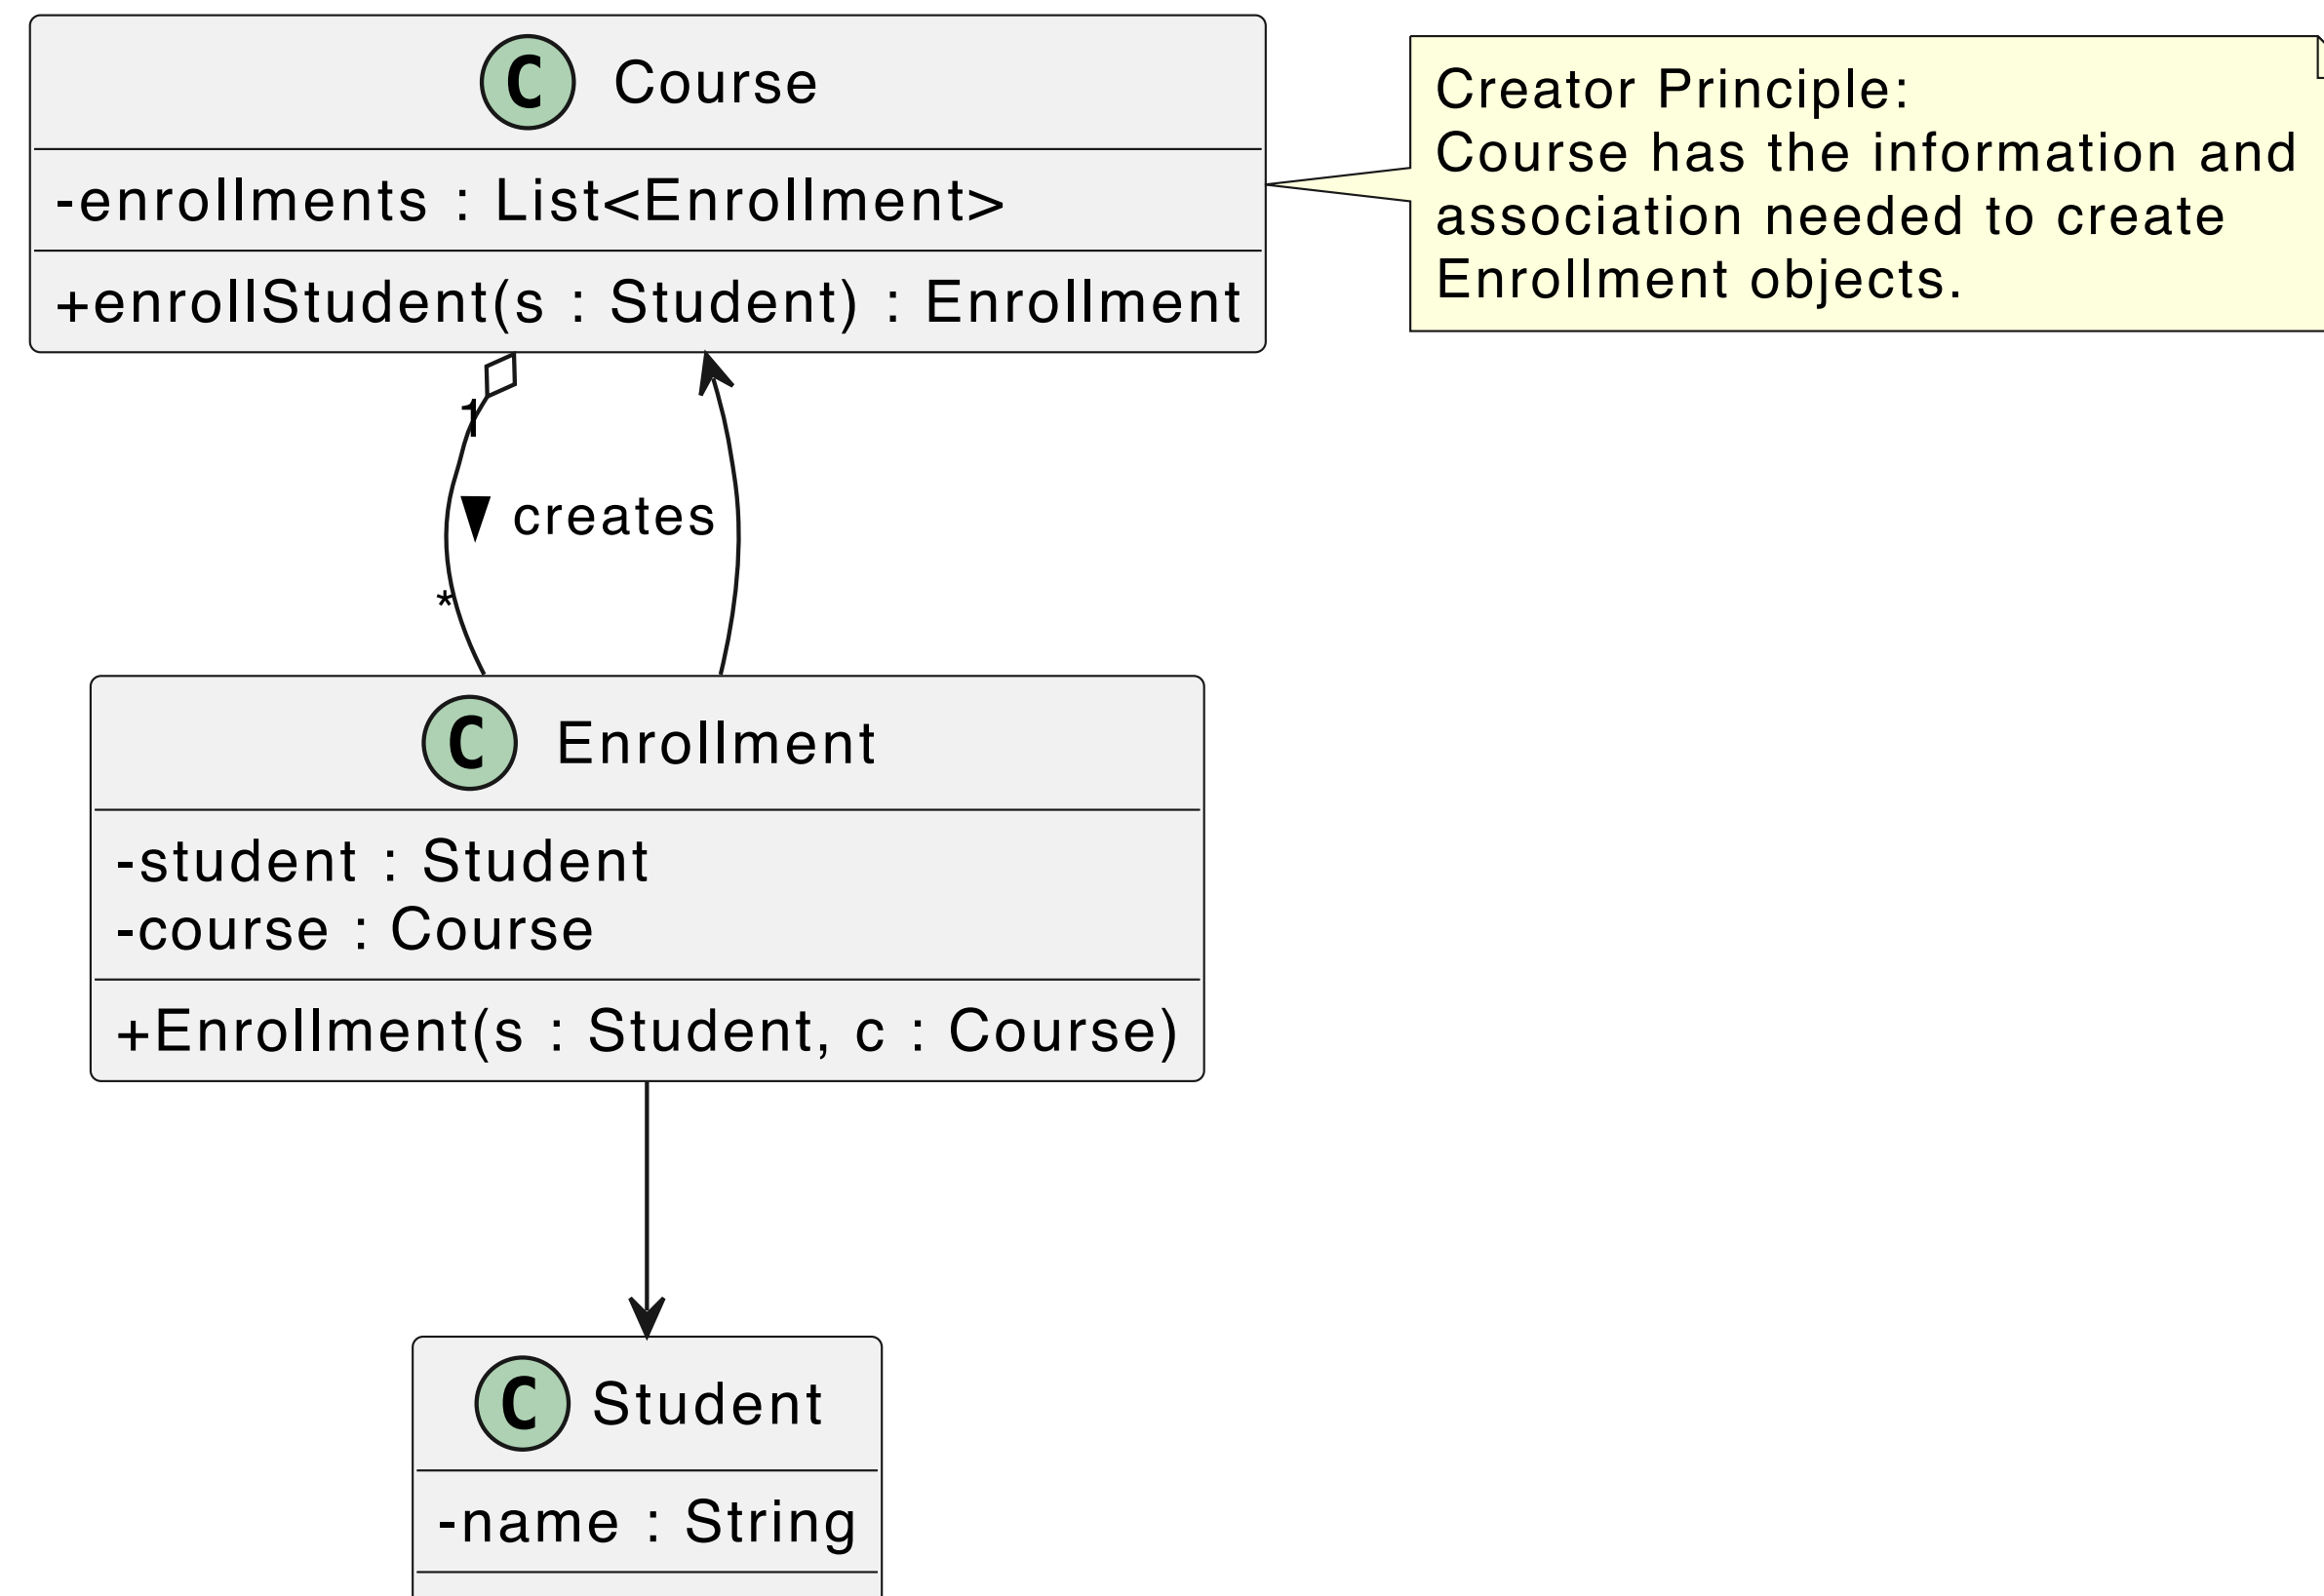 C Course
-enrollments : List<Enrollment>
+enrollStudent(s : Student) : Enrollment
Creator Principle:
Course has the information and
association needed to create
Enrollment objects.
1
creates
*
C Enrollment
-student : Student
-course : Course
+Enrollment(s : Student, c : Course)
C Student
-name : String